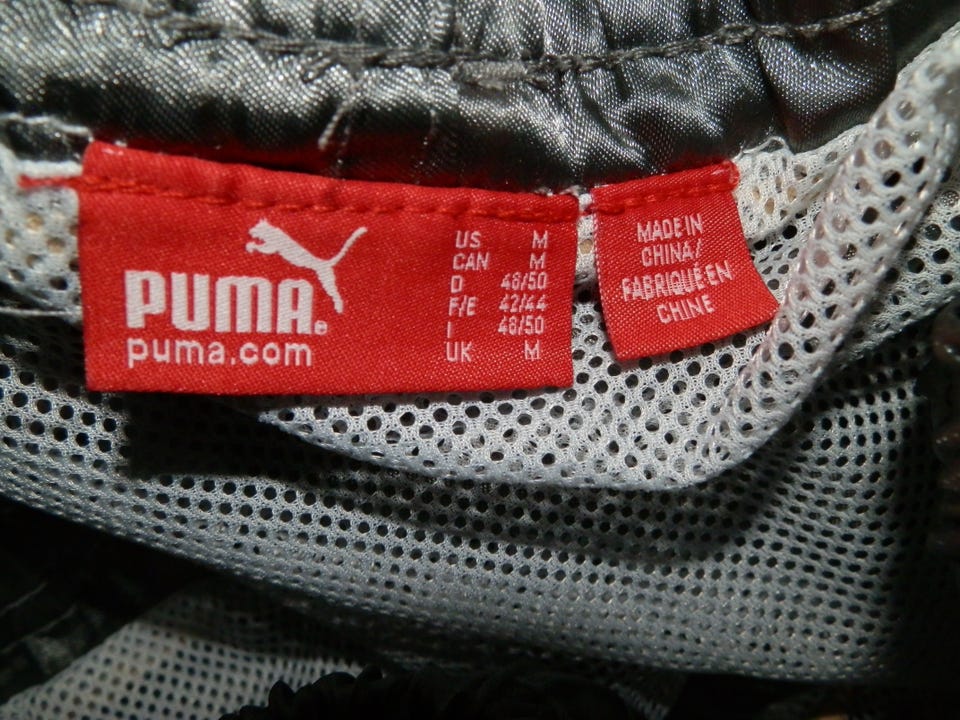 PUMA®
puma.com
US M
CAN M
D 48/50
F/E 42/44
I 48/50
UK M
MADE IN
CHINA/
FABRIQUÉ EN
CHINE